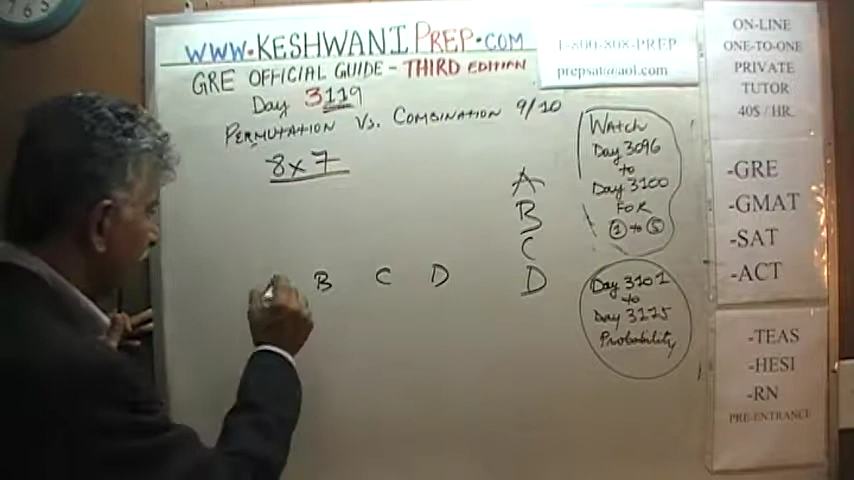 WWW.KESHWANIPREP.COM
GRE OFFICIAL GUIDE - THIRD EDITION
Day 3119
PERMUTATION VS. COMBINATION 9/10
8x7
A
B
C
D
B C D
1-800-808-PREP
prepsat@aol.com
WATCH
Day 3096
to
Day 3100
FOR
① to ⑤
Day 3101
to
Day 3125
Probability
ON-LINE
ONE-TO-ONE
PRIVATE
TUTOR
40$ / HR.
-GRE
-GMAT
-SAT
-ACT
-TEAS
-HESI
-RN
PRE-ENTRANCE